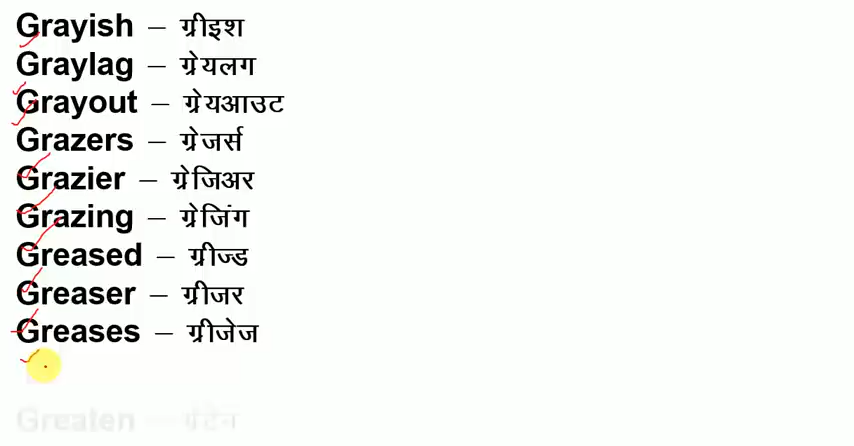 Grayish – ग्रीइश
Graylag – ग्रेयलग
Grayout – ग्रेयआउट
Grazers – ग्रेजर्स
Grazier – ग्रेजिअर
Grazing – ग्रेजिंग
Greased – ग्रीज्ड
Greaser – ग्रीजर
Greases – ग्रीजेज
Greaten – ग्रेटेन